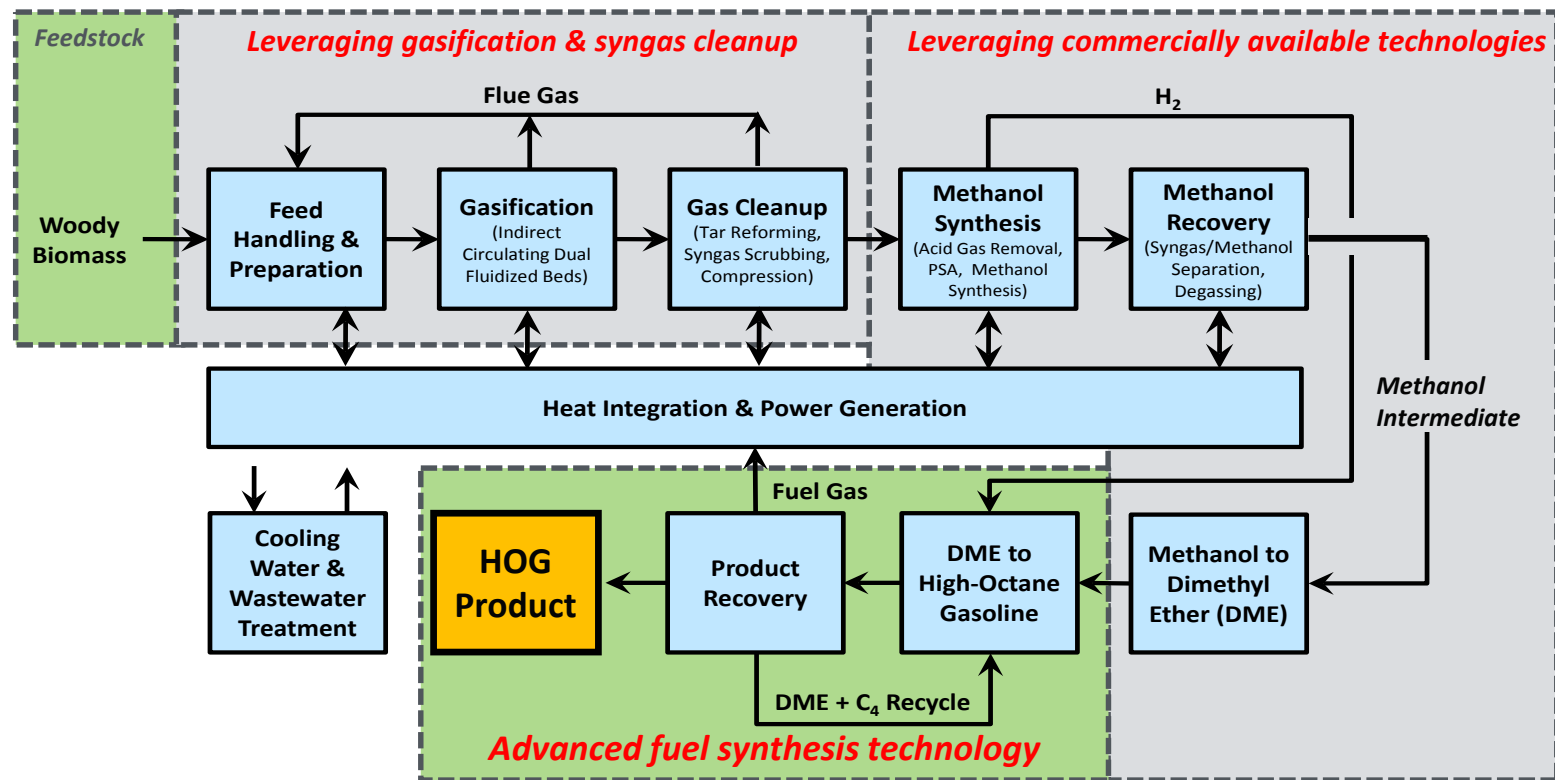 Feedstock
Leveraging gasification & syngas cleanup
Leveraging commercially available technologies
Flue Gas
H₂
Woody
Biomass
Feed
Handling &
Preparation
Gasification
(Indirect
Circulating Dual
Fluidized Beds)
Gas Cleanup
(Tar Reforming,
Syngas Scrubbing,
Compression)
Methanol
Synthesis
(Acid Gas Removal,
PSA, Methanol
Synthesis)
Methanol
Recovery
(Syngas/Methanol
Separation,
Degassing)
Heat Integration & Power Generation
Methanol
Intermediate
Fuel Gas
Cooling
Water &
Wastewater
Treatment
HOG
Product
Product
Recovery
DME to
High-Octane
Gasoline
Methanol to
Dimethyl
Ether (DME)
DME + C₄ Recycle
Advanced fuel synthesis technology